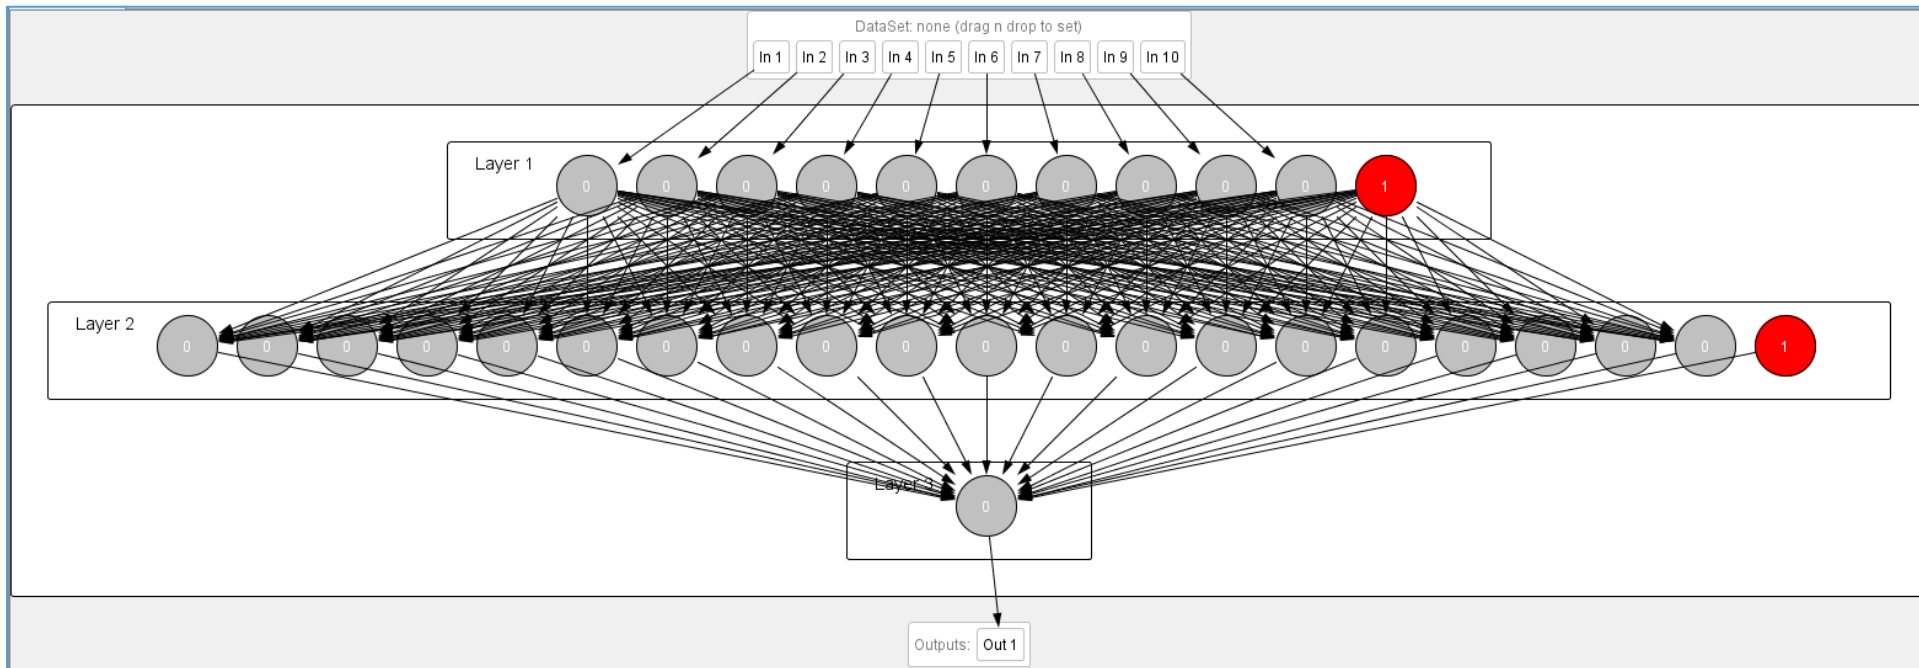 DataSet: none (drag n drop to set)
In 1 In 2 In 3 In 4 In 5 In 6 In 7 In 8 In 9 In 10
Layer 1
0 0 0 0 0 0 0 0 0 0 1
Layer 2
0 0 0 0 0 0 0 0 0 0 0 0 0 0 0 0 0 0 0 0 1
Layer 3
0
Outputs: Out 1